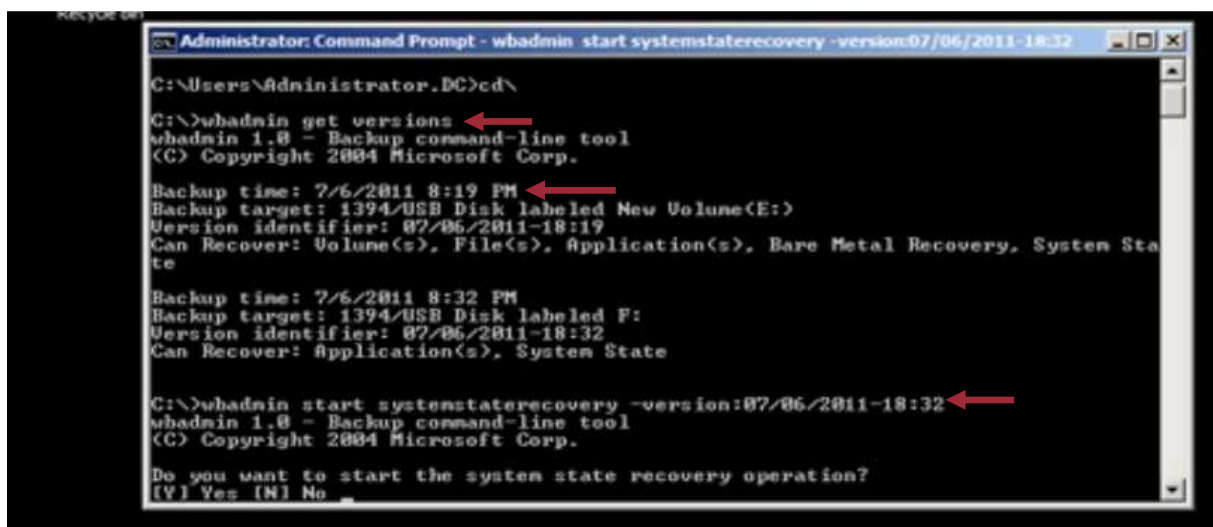 Recycle Bin
Administrator: Command Prompt - wbadmin start systemstaterecovery -version:07/06/2011-18:32
C:\Users\Administrator.DC>cd\
C:\>wbadmin get versions
wbadmin 1.0 - Backup command-line tool
(C) Copyright 2004 Microsoft Corp.
Backup time: 7/6/2011 8:19 PM
Backup target: 1394/USB Disk labeled New Volume(E:)
Version identifier: 07/06/2011-18:19
Can Recover: Volume(s), File(s), Application(s), Bare Metal Recovery, System Sta
te
Backup time: 7/6/2011 8:32 PM
Backup target: 1394/USB Disk labeled F:
Version identifier: 07/06/2011-18:32
Can Recover: Application(s), System State
C:\>wbadmin start systemstaterecovery -version:07/06/2011-18:32
wbadmin 1.0 - Backup command-line tool
(C) Copyright 2004 Microsoft Corp.
Do you want to start the system state recovery operation?
[Y] Yes [N] No _